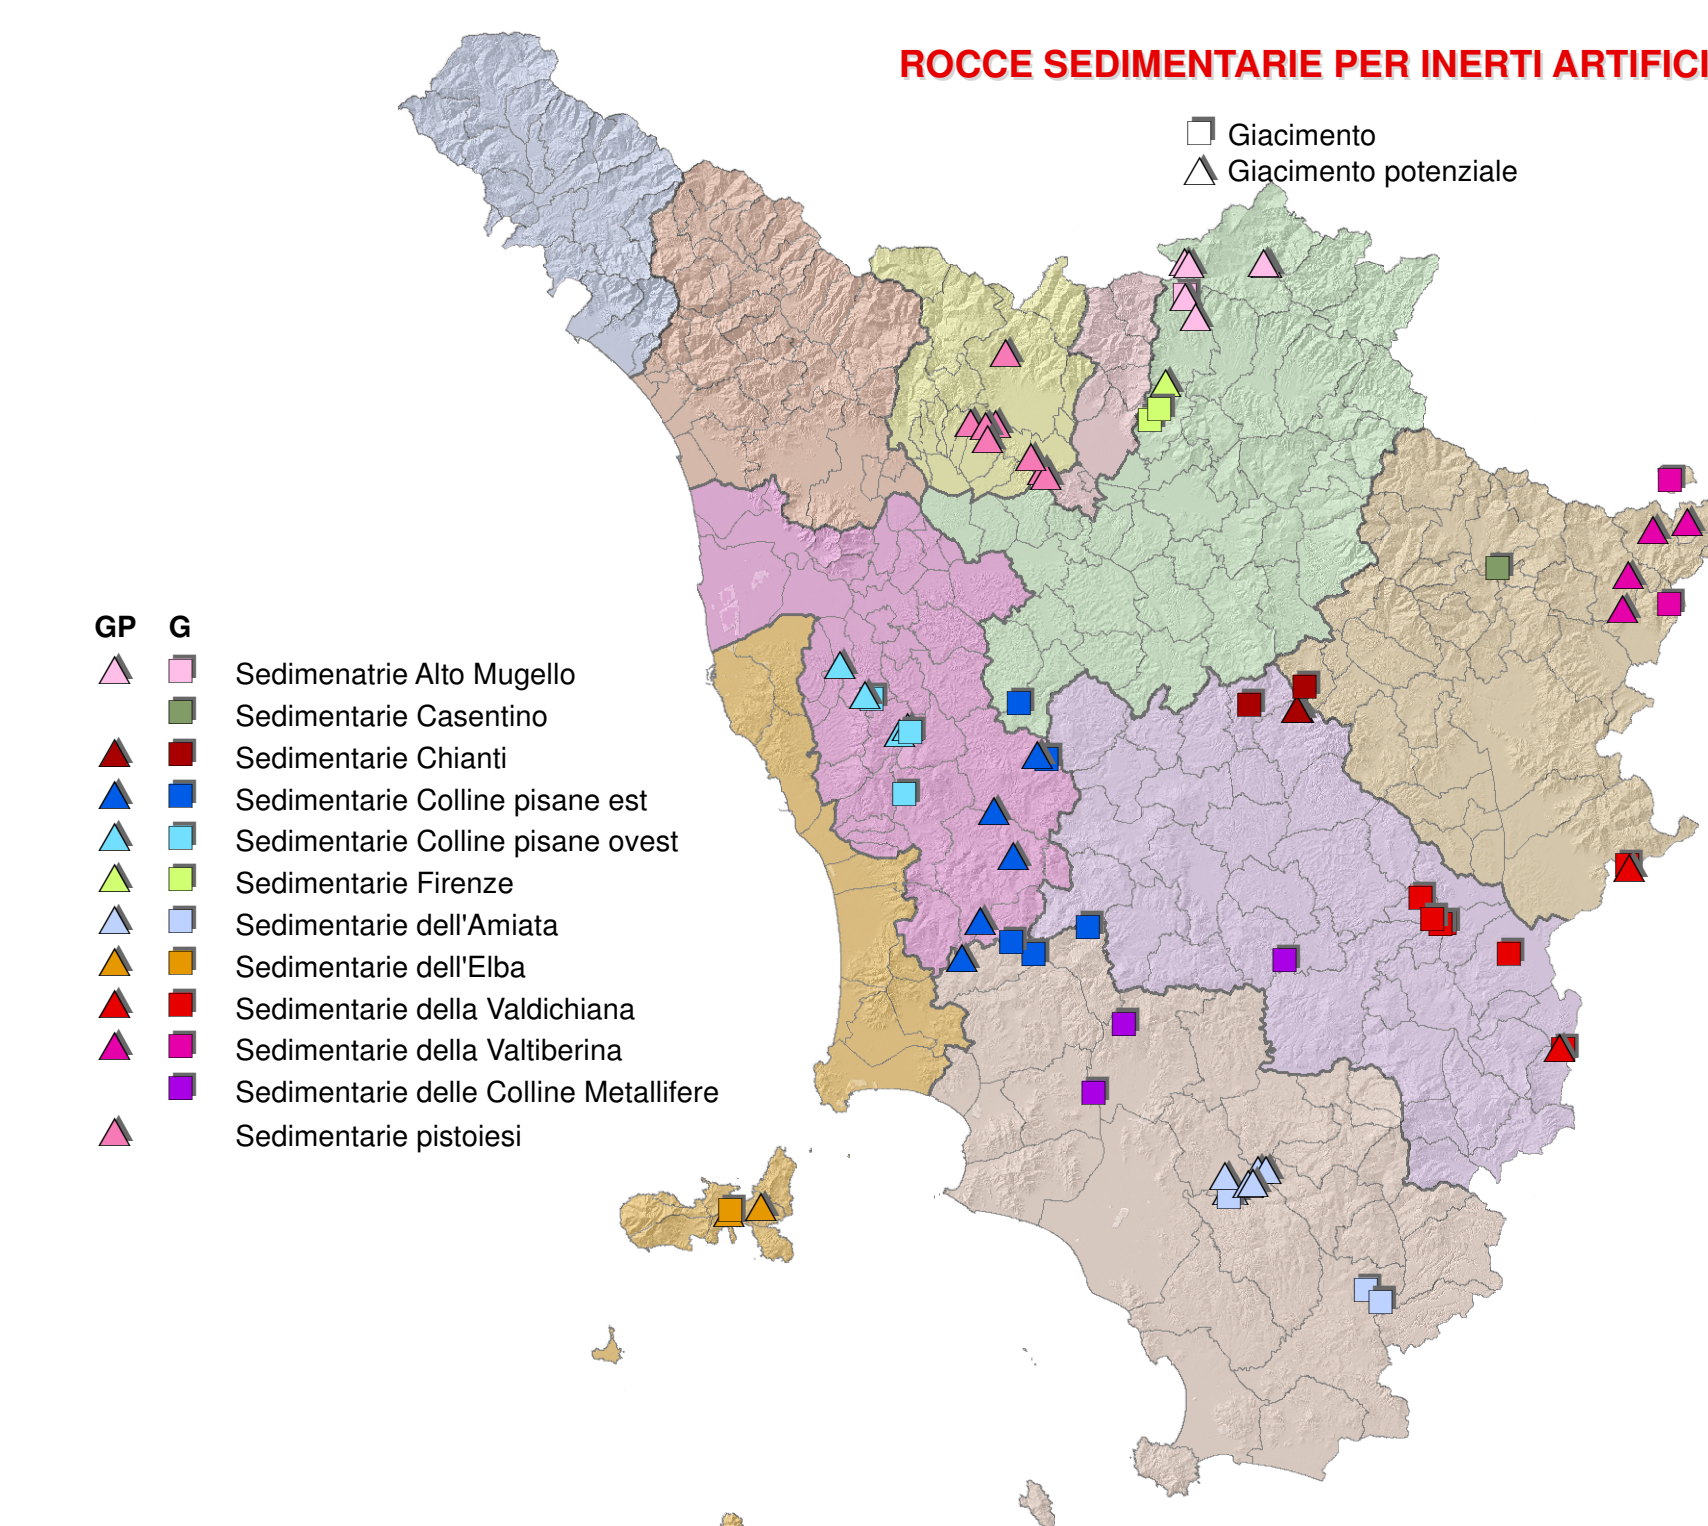 ROCCE SEDIMENTARIE PER INERTI ARTIFICI
Giacimento
Giacimento potenziale
GP G
Sedimenatrie Alto Mugello
Sedimentarie Casentino
Sedimentarie Chianti
Sedimentarie Colline pisane est
Sedimentarie Colline pisane ovest
Sedimentarie Firenze
Sedimentarie dell'Amiata
Sedimentarie dell'Elba
Sedimentarie della Valdichiana
Sedimentarie della Valtiberina
Sedimentarie delle Colline Metallifere
Sedimentarie pistoiesi